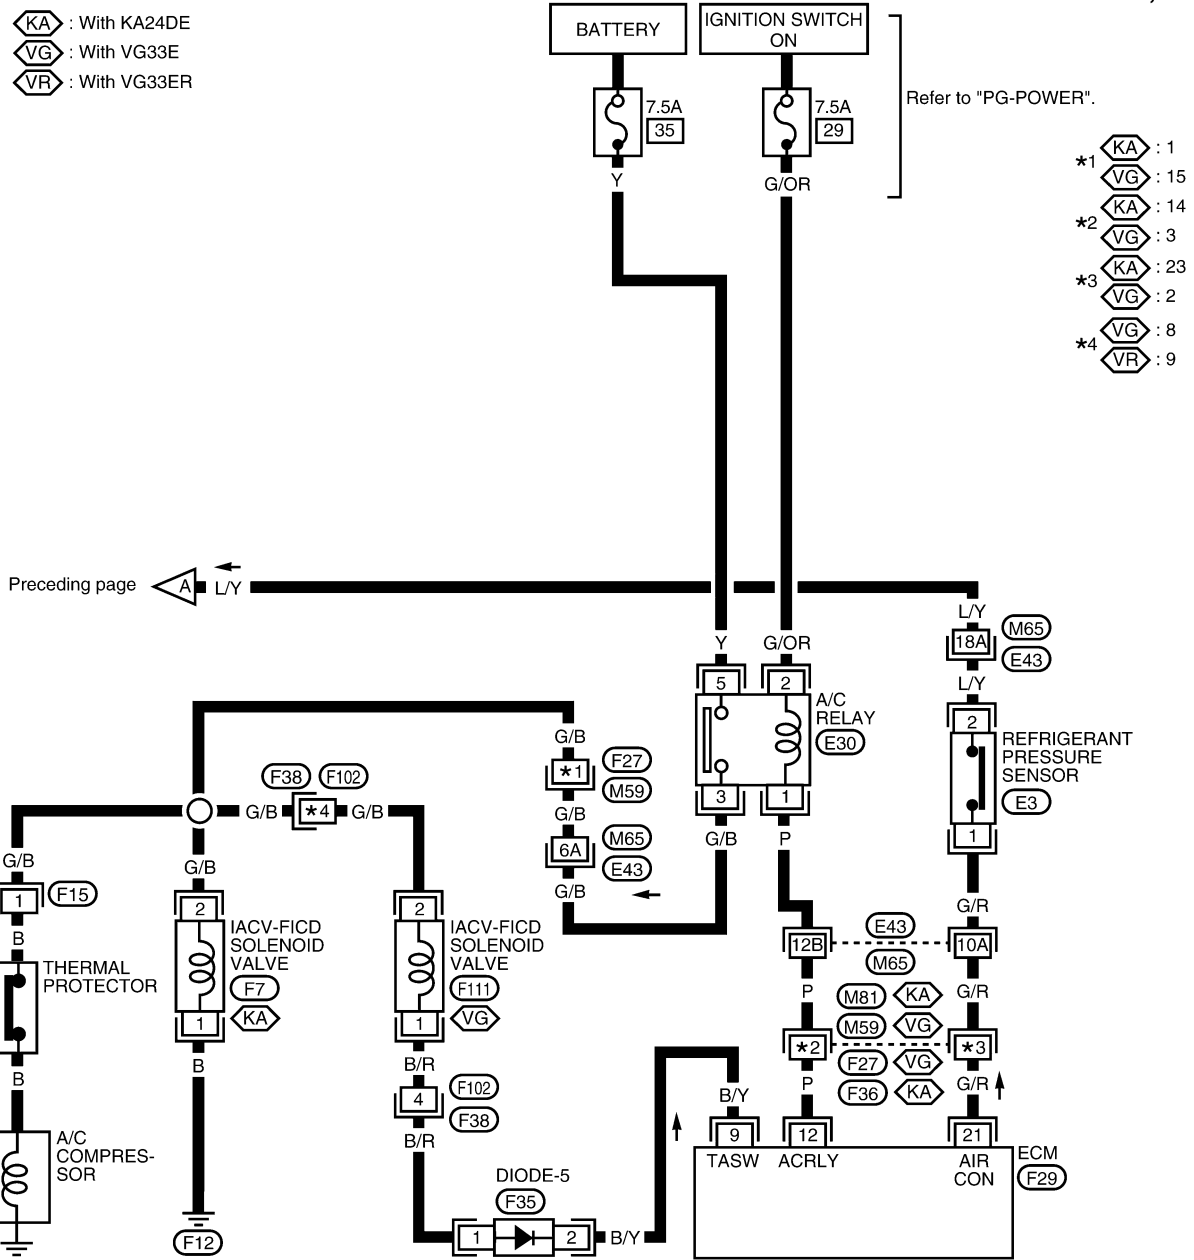 KA : With KA24DE
VG : With VG33E
VR : With VG33ER
BATTERY
IGNITION SWITCH
ON
7.5A
35
7.5A
29
Refer to "PG-POWER".
Y
G/OR
*1 KA : 1
VG : 15
*2 KA : 14
VG : 3
*3 KA : 23
VG : 2
*4 VG : 8
VR : 9
Preceding page
A
L/Y
L/Y
18A
M65
E43
L/Y
Y
G/OR
5
2
A/C
RELAY
E30
3
1
2
REFRIGERANT
PRESSURE
SENSOR
E3
1
G/B
*1
F27
M59
G/B
6A
M65
E43
G/B
G/B
P
F38
F102
G/B
*4
G/B
G/B
G/B
1
F15
B
THERMAL
PROTECTOR
B
A/C
COMPRES-
SOR
2
IACV-FICD
SOLENOID
VALVE
F7
1
KA
B
F12
2
IACV-FICD
SOLENOID
VALVE
F111
1
VG
B/R
4
F102
F38
B/R
DIODE-5
F35
1
2
B/Y
B/Y
G/R
12B
E43
M65
10A
P
M81 KA
M59 VG
G/R
*2
*3
F27 VG
F36 KA
P
G/R
9
12
21
TASW
ACRLY
AIR
CON
ECM
F29